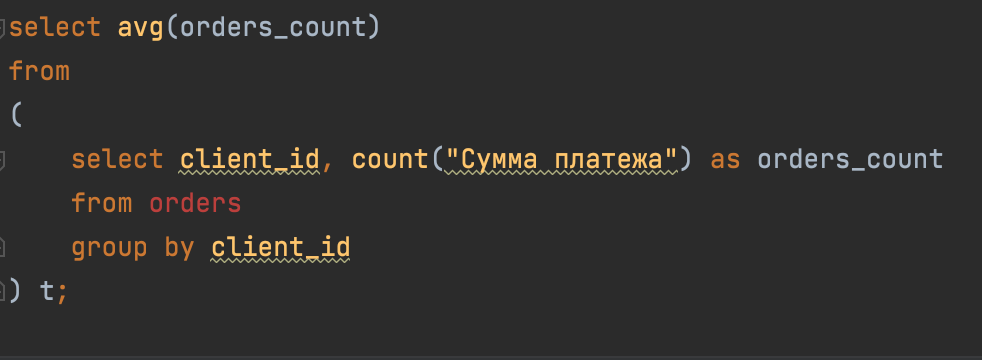 select avg(orders_count)
from
(
    select client_id, count("Сумма платежа") as orders_count
    from orders
    group by client_id
) t;